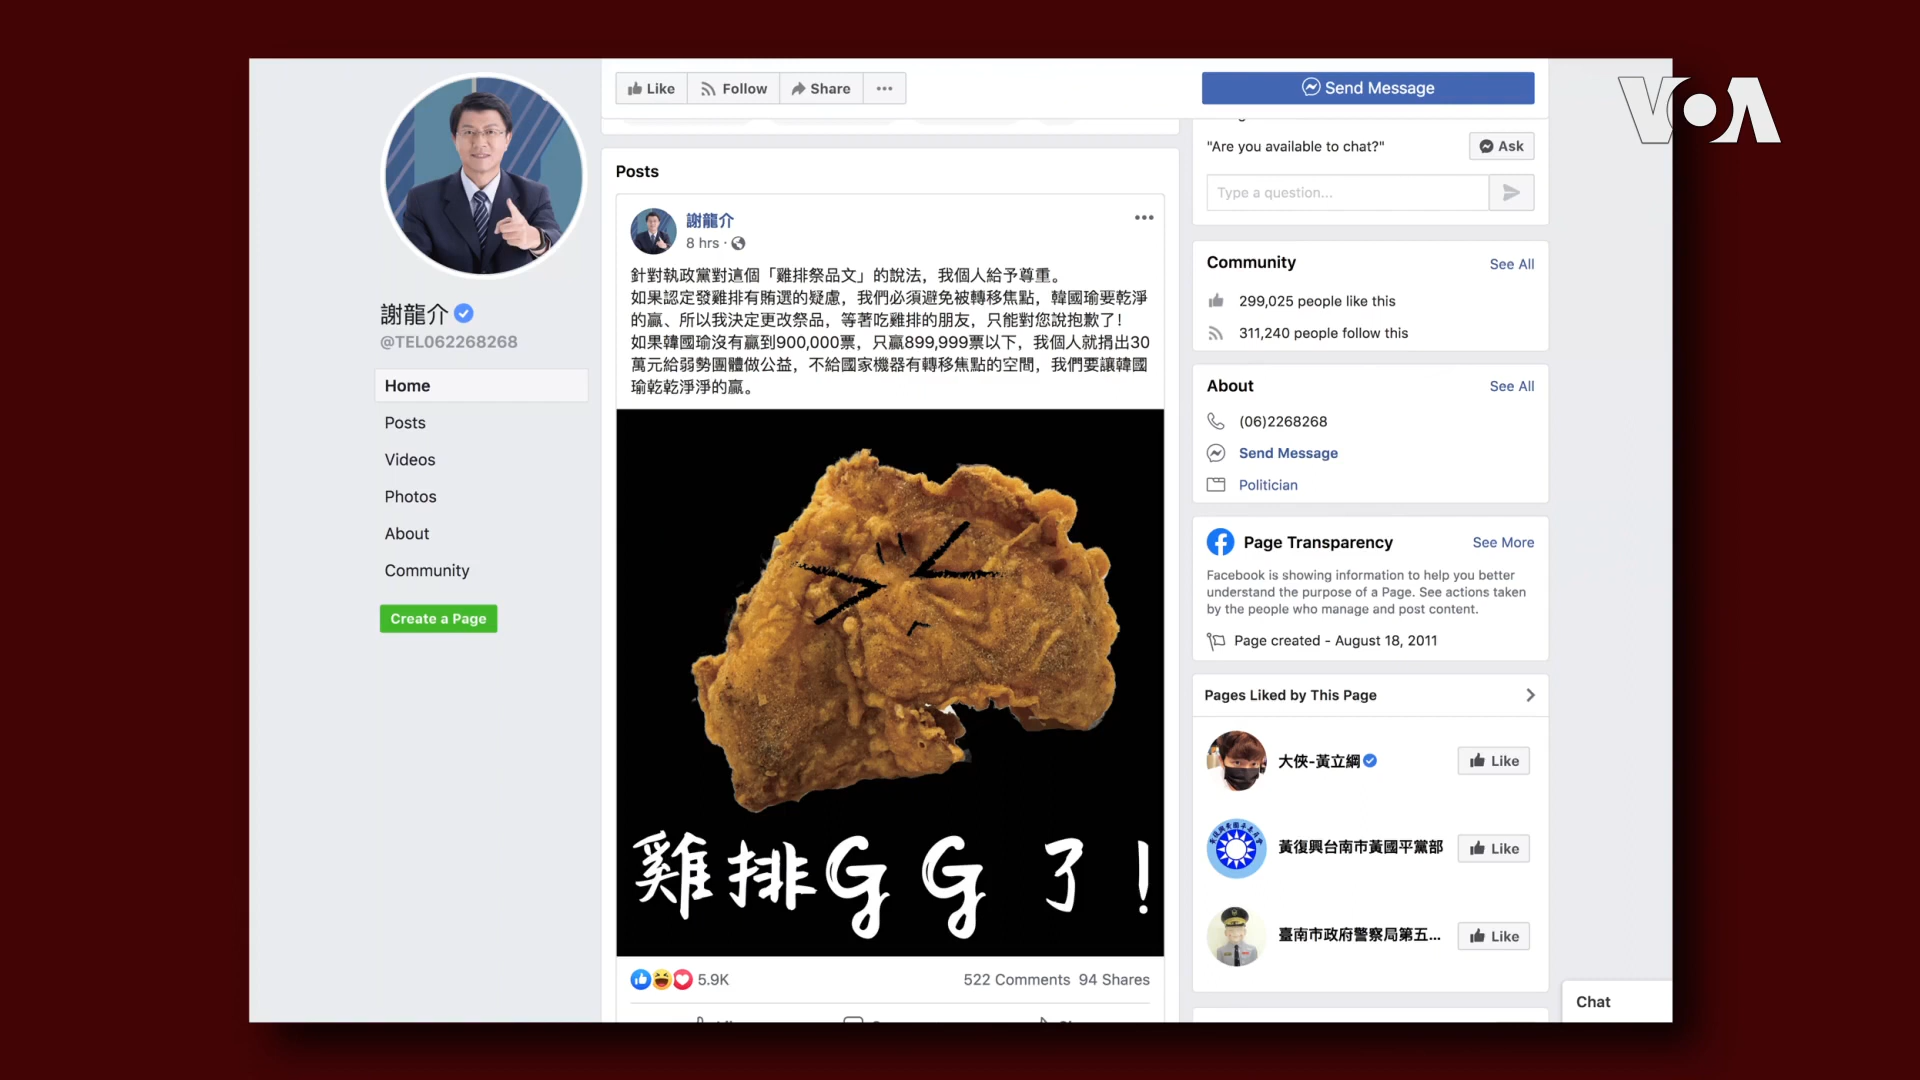 VOA
Like
Follow
Share
Send Message
"Are you available to chat?"
Ask
Type a question...
謝龍介
@TEL062268268
Home
Posts
Videos
Photos
About
Community
Create a Page
Posts
謝龍介
8 hrs ·
針對執政黨對這個「雞排祭品文」的說法，我個人給予尊重。
如果認定發雞排有賄選的疑慮，我們必須避免被轉移焦點，韓國瑜要乾淨
的贏、所以我決定更改祭品，等著吃雞排的朋友，只能對您說抱歉了！
如果韓國瑜沒有贏到900,000票，只贏899,999票以下，我個人就捐出30
萬元給弱勢團體做公益，不給國家機器有轉移焦點的空間，我們要讓韓國
瑜乾乾淨淨的贏。
雞排GG了！
5.9K
522 Comments 94 Shares
Community
See All
299,025 people like this
311,240 people follow this
About
See All
(06)2268268
Send Message
Politician
Page Transparency
See More
Facebook is showing information to help you better
understand the purpose of a Page. See actions taken
by the people who manage and post content.
Page created - August 18, 2011
Pages Liked by This Page
大俠-黃立綱
Like
黃復興台南市黃國平黨部
Like
臺南市政府警察局第五...
Like
Chat